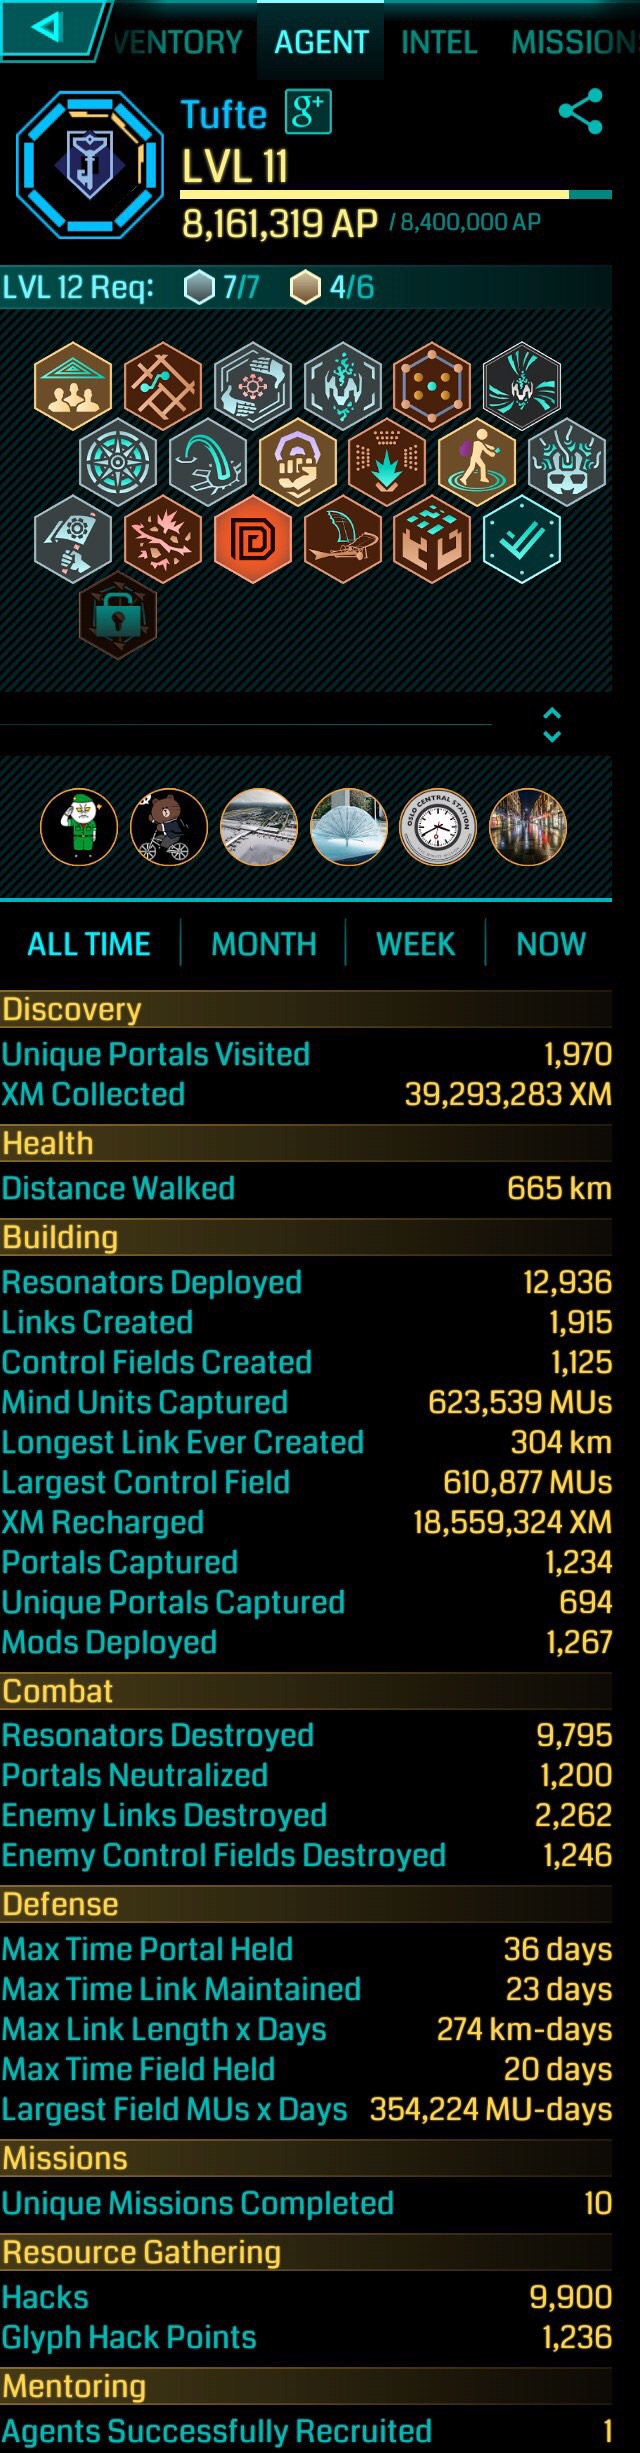 VENTORY AGENT INTEL MISSION
Tufte g+
LVL 11
8,161,319 AP / 8,400,000 AP
LVL 12 Req: 7/7 4/6
OSLO CENTRAL STATION
ALL TIME MONTH WEEK NOW
Discovery
Unique Portals Visited 1,970
XM Collected 39,293,283 XM
Health
Distance Walked 665 km
Building
Resonators Deployed 12,936
Links Created 1,915
Control Fields Created 1,125
Mind Units Captured 623,539 MUs
Longest Link Ever Created 304 km
Largest Control Field 610,877 MUs
XM Recharged 18,559,324 XM
Portals Captured 1,234
Unique Portals Captured 694
Mods Deployed 1,267
Combat
Resonators Destroyed 9,795
Portals Neutralized 1,200
Enemy Links Destroyed 2,262
Enemy Control Fields Destroyed 1,246
Defense
Max Time Portal Held 36 days
Max Time Link Maintained 23 days
Max Link Length x Days 274 km-days
Max Time Field Held 20 days
Largest Field MUs x Days 354,224 MU-days
Missions
Unique Missions Completed 10
Resource Gathering
Hacks 9,900
Glyph Hack Points 1,236
Mentoring
Agents Successfully Recruited 1